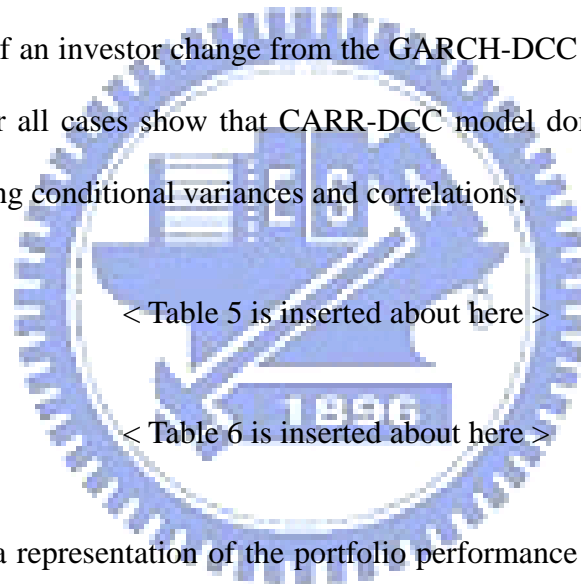 f an investor change from the GARCH-DCC
r all cases show that CARR-DCC model do
ng conditional variances and correlations.
< Table 5 is inserted about here >
1896
< Table 6 is inserted about here >
a representation of the portfolio performance